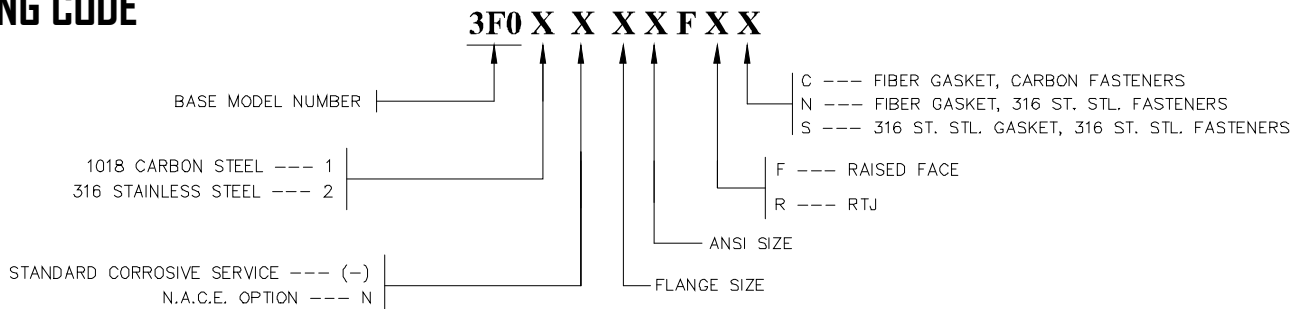 NG CODE
3F0 X X X X F X X
BASE MODEL NUMBER
C --- FIBER GASKET, CARBON FASTENERS
N --- FIBER GASKET, 316 ST. STL. FASTENERS
S --- 316 ST. STL. GASKET, 316 ST. STL. FASTENERS
1018 CARBON STEEL --- 1
316 STAINLESS STEEL --- 2
F --- RAISED FACE
R --- RTJ
ANSI SIZE
STANDARD CORROSIVE SERVICE --- (-)
N.A.C.E. OPTION --- N
FLANGE SIZE